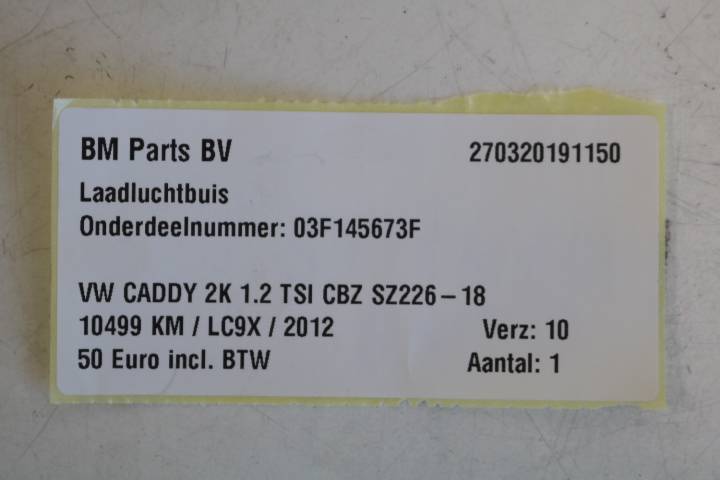 BM Parts BV 270320191150
Laadluchtbuis
Onderdeelnummer: 03F145673F
VW CADDY 2K 1.2 TSI CBZ SZ226-18
10499 KM / LC9X / 2012 Verz: 10
50 Euro incl. BTW Aantal: 1